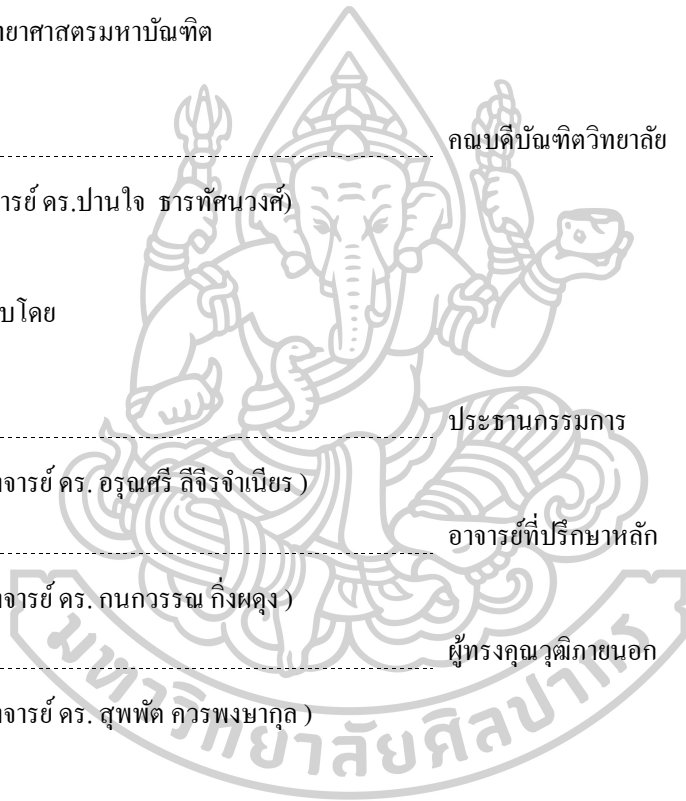 ทยาศาสตรมหาบัณฑิต
คณบดีบัณฑิตวิทยาลัย
ารย์ ดร.ปานใจ ธารทัศนวงศ์)
บโดย
ประธานกรรมการ
าจารย์ ดร. อรุณศรี ลีจีรจำเนียร )
อาจารย์ที่ปรึกษาหลัก
าจารย์ ดร. กนกวรรณ กิ่งผดุง )
ผู้ทรงคุณวุฒิภายนอก
าจารย์ ดร. สุพพัต ควรพงษากุล )
มหาวิทยาลัยศิลปากร